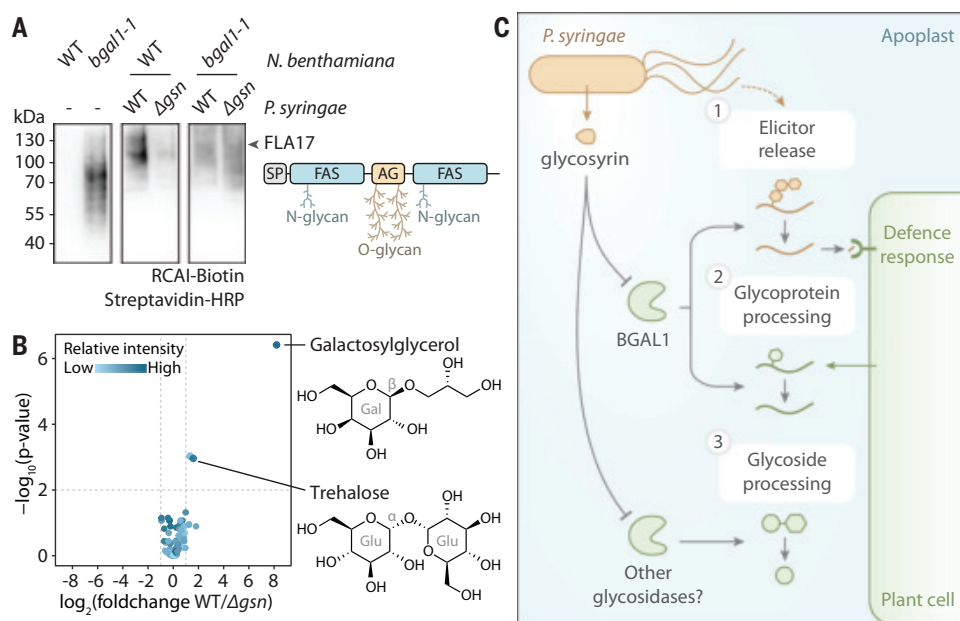 A
WT
bgal1-1
WT
bgal1-1
N. benthamiana
- - WT Δgsn WT Δgsn
P. syringae
kDa
130
100
70
55
40
FLA17
SP FAS AG FAS
N-glycan
O-glycan
N-glycan
RCAI-Biotin
Streptavidin-HRP
B
Relative intensity
Low High
6
4
2
0
-8 -6 -4 -2 0 2 4 6 8
−log10(p-value)
log2(foldchange WT/Δgsn)
Galactosylglycerol
HO
OH
OH
β
O
O
OH
Gal
HO
OH
OH
Trehalose
OH
HO
O
α
O
HO
OH
Glu
O
Glu
HO
OH
OH
HO
OH
C
P. syringae
Apoplast
glycosyrin
1
Elicitor
release
Defence
response
2
Glycoprotein
processing
BGAL1
3
Glycoside
processing
Other
glycosidases?
Plant cell